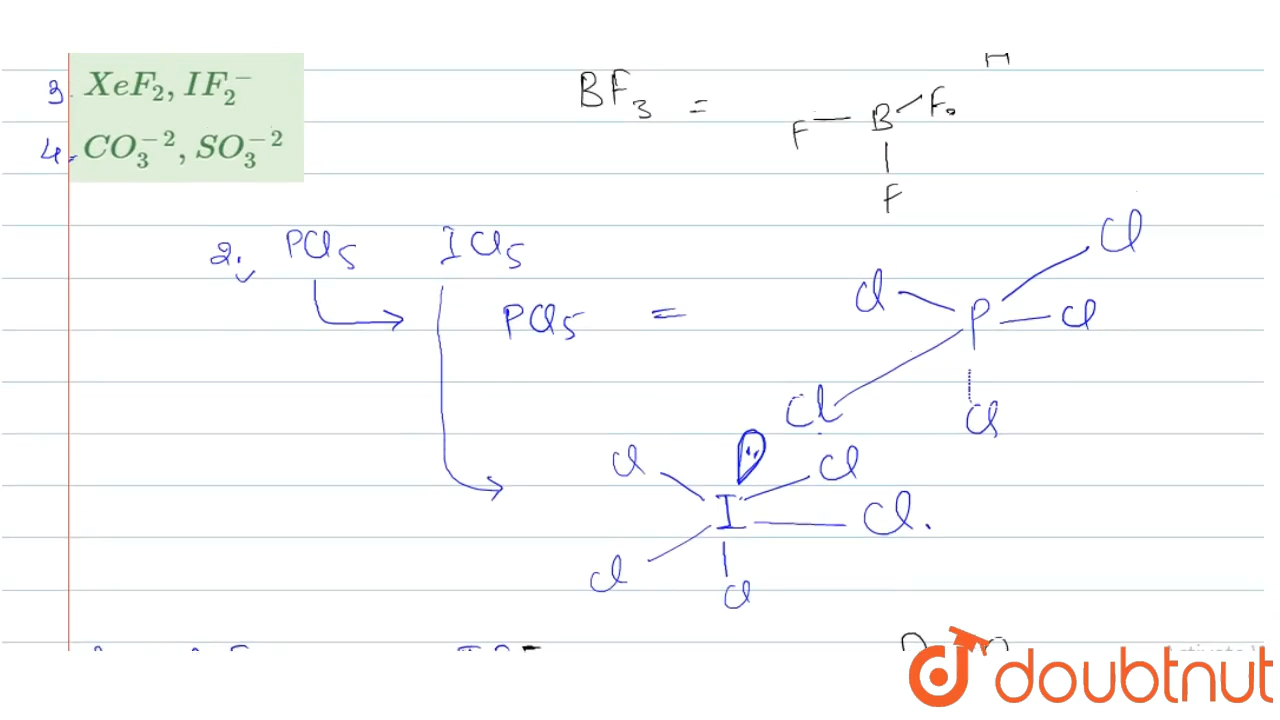 3. XeF₂, IF₂⁻
BF₃ =
F — B — F
F
4. CO₃⁻², SO₃⁻²
2. PCl₅ ICl₅
PCl₅ =
Cl
Cl P Cl
Cl Cl
Cl I Cl
Cl.
Cl Cl
doubtnut